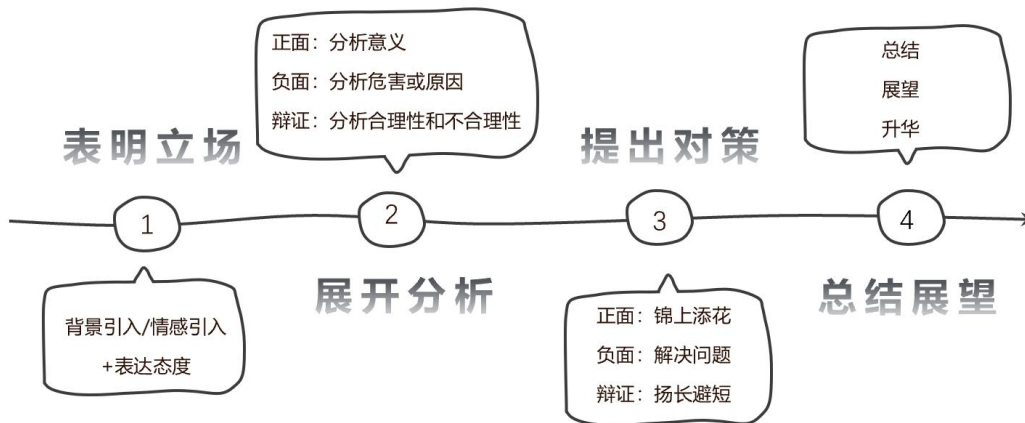 表明立场
1
背景引入/情感引入
+表达态度
正面：分析意义
负面：分析危害或原因
辩证：分析合理性和不合理性
2
展开分析
提出对策
3
正面：锦上添花
负面：解决问题
辩证：扬长避短
总结
展望
升华
4
总结展望